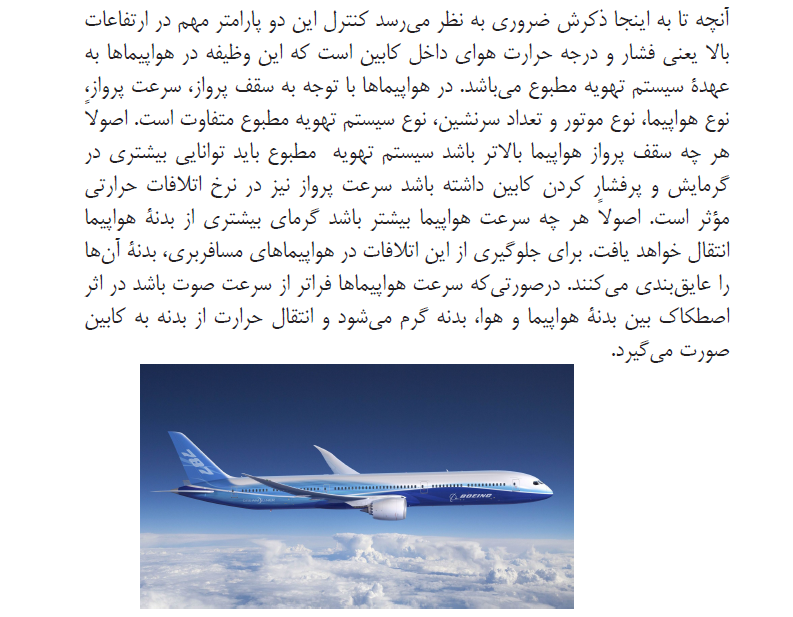 آنچه تا به اینجا ذکرش ضروری به نظر می‌رسد کنترل این دو پارامتر مهم در ارتفاعات
بالا یعنی فشار و درجه حرارت هوای داخل کابین است که این وظیفه در هواپیماها به
عهدهٔ سیستم تهویه مطبوع می‌باشد. در هواپیماها با توجه به سقف پرواز، سرعت پرواز،
نوع هواپیما، نوع موتور و تعداد سرنشین، نوع سیستم تهویه مطبوع متفاوت است. اصولاً
هر چه سقف پرواز هواپیما بالاتر باشد سیستم تهویه مطبوع باید توانایی بیشتری در
گرمایش و پرفشار کردن کابین داشته باشد سرعت پرواز نیز در نرخ اتلافات حرارتی
مؤثر است. اصولاً هر چه سرعت هواپیما بیشتر باشد گرمای بیشتری از بدنهٔ هواپیما
انتقال خواهد یافت. برای جلوگیری از این اتلافات در هواپیماهای مسافربری، بدنهٔ آن‌ها
را عایق‌بندی می‌کنند. درصورتی‌که سرعت هواپیماها فراتر از سرعت صوت باشد در اثر
اصطکاک بین بدنهٔ هواپیما و هوا، بدنه گرم می‌شود و انتقال حرارت از بدنه به کابین
صورت می‌گیرد.
787
BOEING